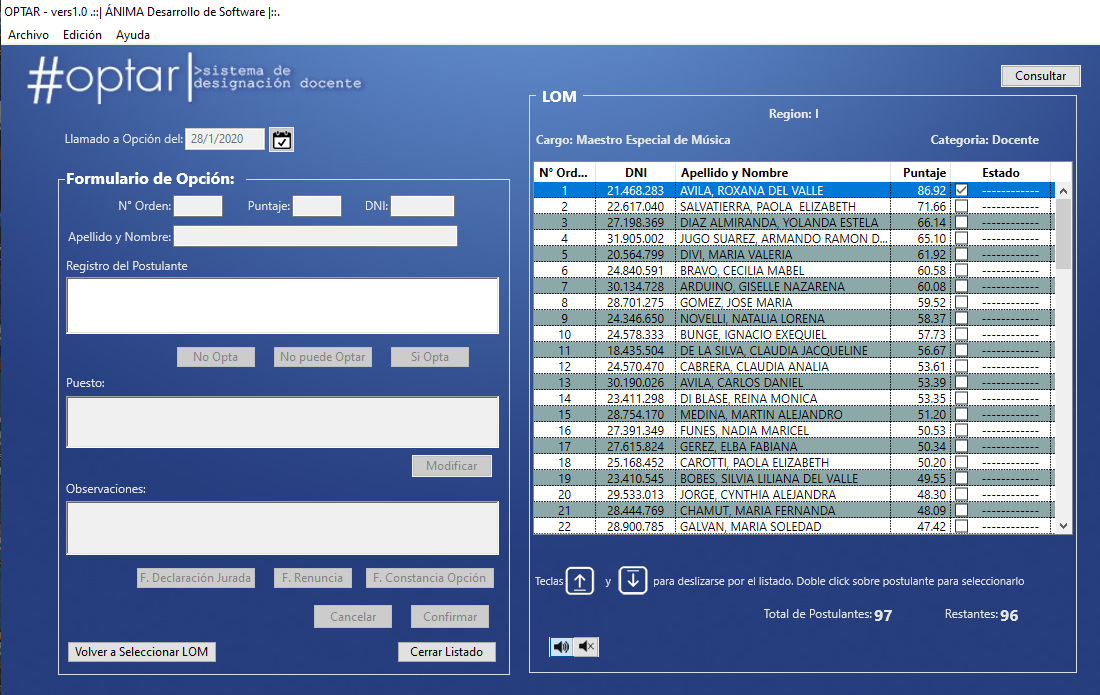 OPTAR - vers1.0 .::| ÁNIMA Desarrollo de Software |::.
Archivo Edición Ayuda
#optar >sistema de
designación docente
Consultar
Llamado a Opción del: 28/1/2020
Formulario de Opción:
N° Orden: Puntaje: DNI:
Apellido y Nombre:
Registro del Postulante
No Opta No puede Optar Si Opta
Puesto:
Modificar
Observaciones:
F. Declaración Jurada F. Renuncia F. Constancia Opción
Cancelar Confirmar
Volver a Seleccionar LOM Cerrar Listado
LOM
Region: I
Cargo: Maestro Especial de Música Categoria: Docente
N° Ord... DNI Apellido y Nombre Puntaje Estado
1 21.468.283 AVILA, ROXANA DEL VALLE 86.92 -----------
2 22.617.040 SALVATIERRA, PAOLA  ELIZABETH 71.66 -----------
3 27.198.369 DIAZ ALMIRANDA, YOLANDA ESTELA 66.14 -----------
4 31.905.002 JUGO SUAREZ, ARMANDO RAMON D... 65.10 -----------
5 20.564.799 DIVI, MARIA VALERIA 61.92 -----------
6 24.840.591 BRAVO, CECILIA MABEL 60.58 -----------
7 30.134.728 ARDUINO, GISELLE NAZARENA 60.08 -----------
8 28.701.275 GOMEZ, JOSE MARIA 59.52 -----------
9 24.346.650 NOVELLI, NATALIA LORENA 58.37 -----------
10 24.578.333 BUNGE, IGNACIO EXEQUIEL 57.73 -----------
11 18.435.504 DE LA SILVA, CLAUDIA JACQUELINE 56.67 -----------
12 24.570.470 CABRERA, CLAUDIA ANALIA 53.61 -----------
13 30.190.026 AVILA, CARLOS DANIEL 53.39 -----------
14 23.411.298 DI BLASE, REINA MONICA 53.35 -----------
15 28.754.170 MEDINA, MARTIN ALEJANDRO 51.20 -----------
16 27.391.349 FUNES, NADIA MARICEL 50.53 -----------
17 27.615.824 GEREZ, ELBA FABIANA 50.34 -----------
18 25.168.452 CAROTTI, PAOLA ELIZABETH 50.20 -----------
19 23.410.545 BOBES, SILVIA LILIANA DEL VALLE 49.55 -----------
20 29.533.013 JORGE, CYNTHIA ALEJANDRA 48.30 -----------
21 28.444.769 CHAMUT, MARIA FERNANDA 48.09 -----------
22 28.900.785 GALVAN, MARIA SOLEDAD 47.42 -----------
Teclas y para deslizarse por el listado. Doble click sobre postulante para seleccionarlo
Total de Postulantes: 97 Restantes: 96